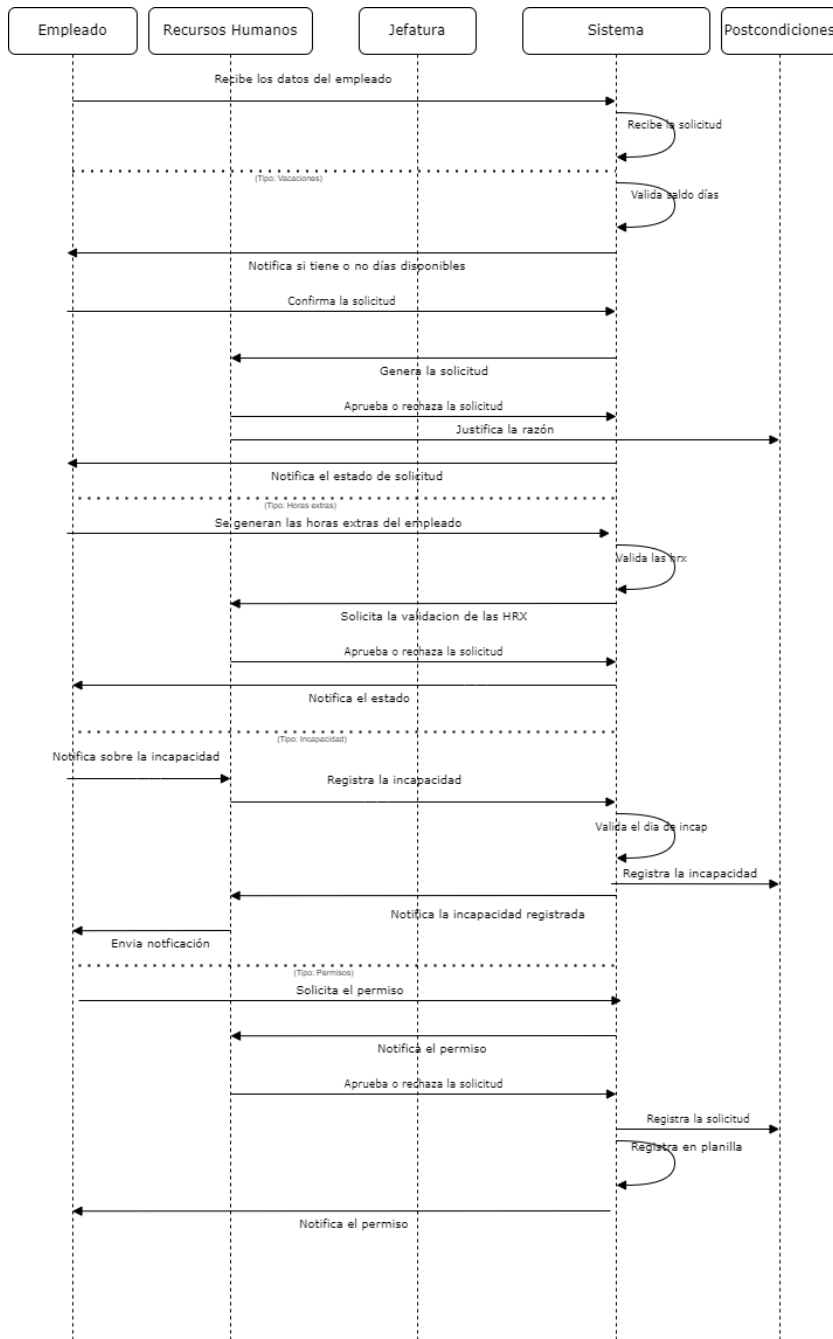 Empleado
Recursos Humanos
Jefatura
Sistema
Postcondiciones
Recibe los datos del empleado
Recibe la solicitud
(Tipo: Vacaciones)
Valida saldo días
Notifica si tiene o no días disponibles
Confirma la solicitud
Genera la solicitud
Aprueba o rechaza la solicitud
Justifica la razón
Notifica el estado de solicitud
(Tipo: Horas extras)
Se generan las horas extras del empleado
Valida las hrx
Solicita la validacion de las HRX
Aprueba o rechaza la solicitud
Notifica el estado
(Tipo: Incapacidad)
Notifica sobre la incapacidad
Registra la incapacidad
Valida el dia de incap
Registra la incapacidad
Notifica la incapacidad registrada
Envia notficación
(Tipo: Permisos)
Solicita el permiso
Notifica el permiso
Aprueba o rechaza la solicitud
Registra la solicitud
Registra en planilla
Notifica el permiso